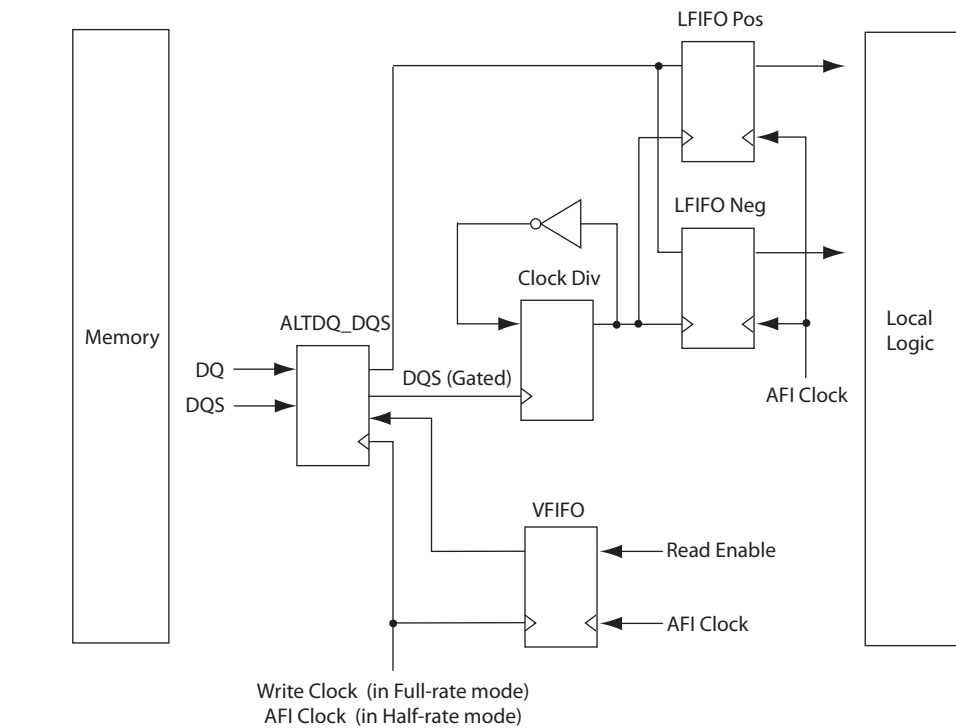 LFIFO Pos
LFIFO Neg
Clock Div
ALTDQ_DQS
Memory
Local
Logic
DQ
DQS (Gated)
DQS
AFI Clock
VFIFO
Read Enable
AFI Clock
Write Clock (in Full-rate mode)
AFI Clock (in Half-rate mode)